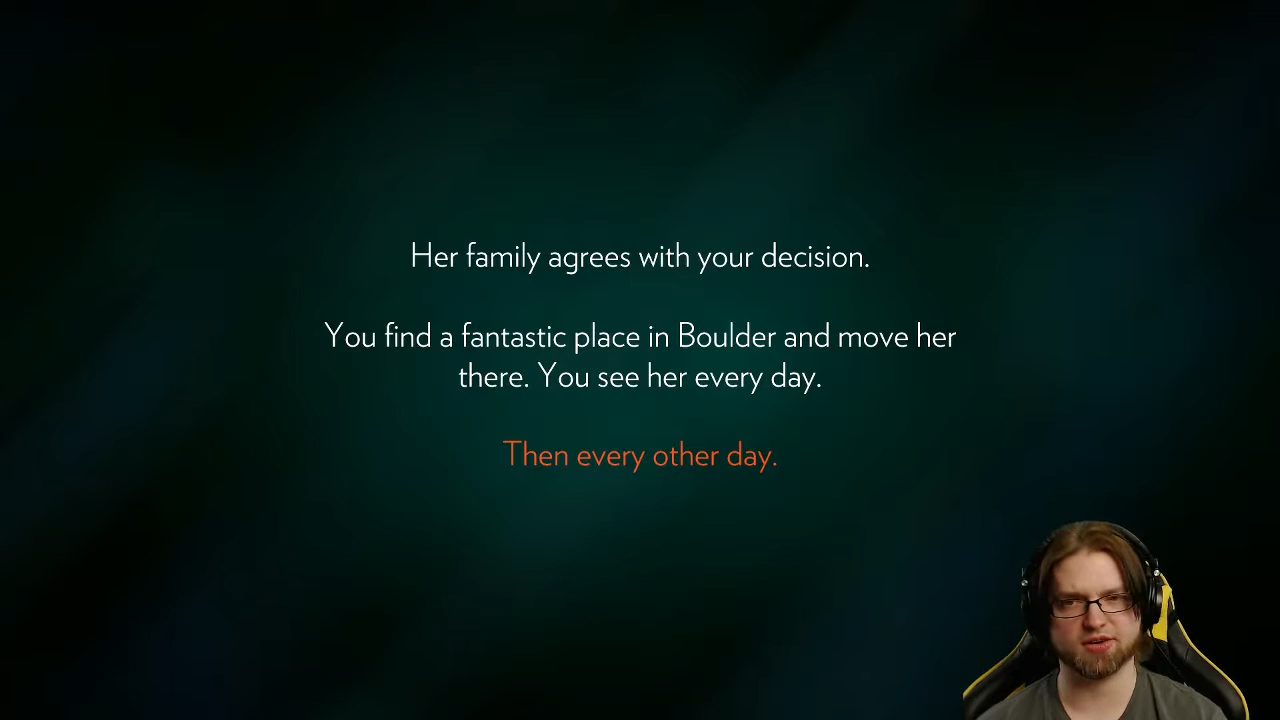 Her family agrees with your decision.
You find a fantastic place in Boulder and move her
there. You see her every day.
Then every other day.